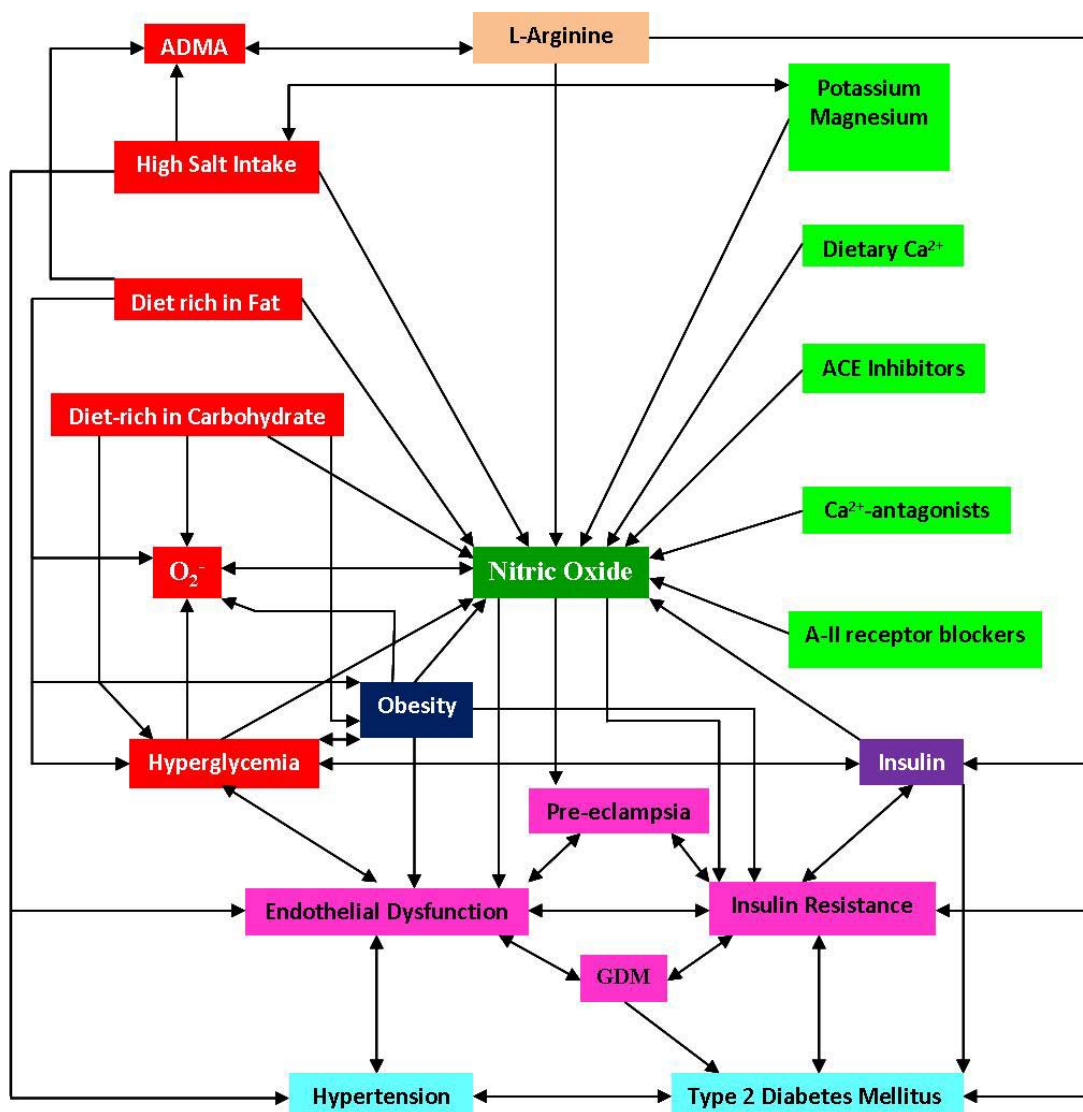 L-Arginine
ADMA
Potassium
Magnesium
High Salt Intake
Dietary Ca²⁺
Diet rich in Fat
ACE Inhibitors
Diet-rich in Carbohydrate
Ca²⁺-antagonists
O₂⁻
Nitric Oxide
A-II receptor blockers
Obesity
Hyperglycemia
Insulin
Pre-eclampsia
Endothelial Dysfunction
Insulin Resistance
GDM
Hypertension
Type 2 Diabetes Mellitus